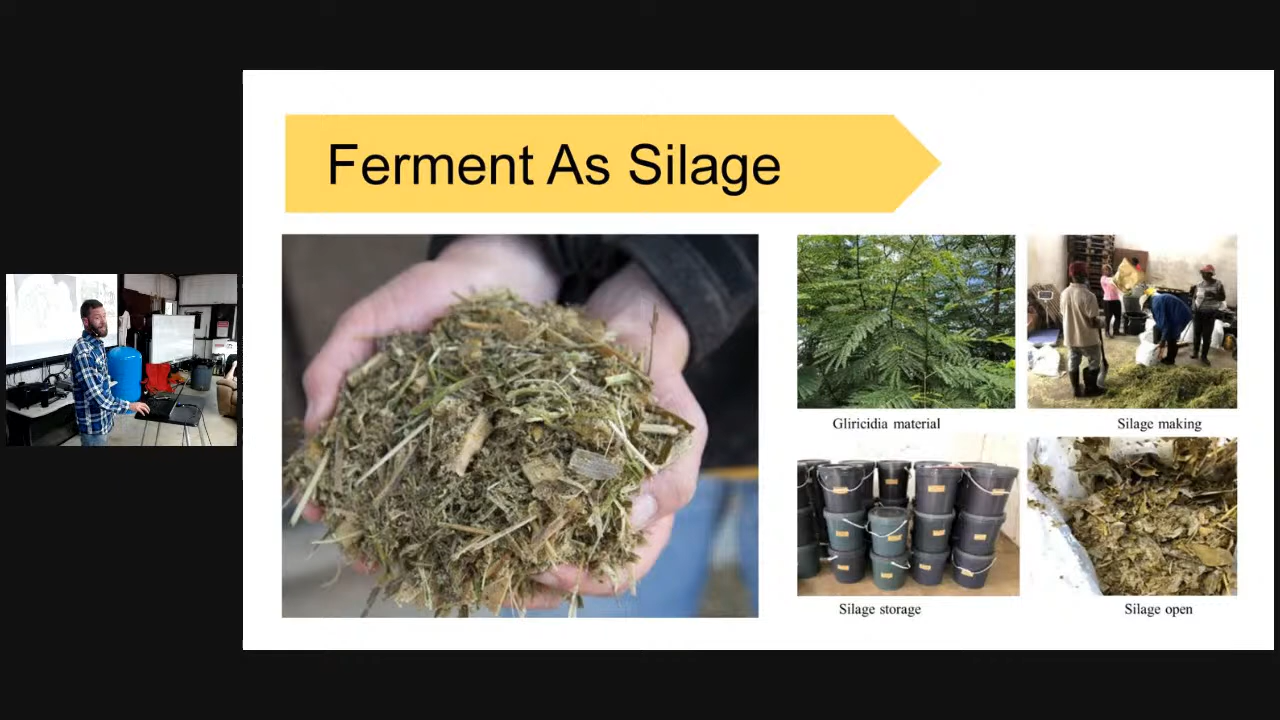 Ferment As Silage
Gliricidia material
Silage making
Silage storage
Silage open